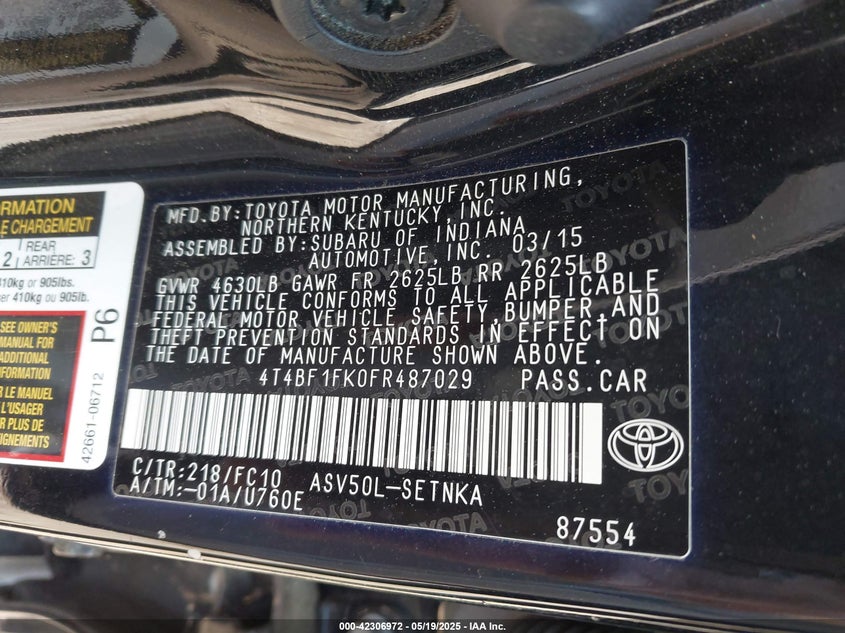 MFD.BY:TOYOTA MOTOR MANUFACTURING,
NORTHERN KENTUCKY,INC.
ASSEMBLED BY:SUBARU OF INDIANA
AUTOMOTIVE,INC. 03/15
GVWR 4630LB GAWR FR 2625LB RR 2625LB
THIS VEHICLE CONFORMS TO ALL APPLICABLE
FEDERAL MOTOR VEHICLE SAFETY,BUMPER,AND
THEFT PREVENTION STANDARDS IN EFFECT ON
THE DATE OF MANUFACTURE SHOWN ABOVE.
4T4BF1FK0FR487029 PASS.CAR
C/TR:218/FC10
A/TM:-01A/U760E
ASV50L-SETNKA
87554
TOYOTA
ORMATION
E CHARGEMENT
2
REAR
ARRIÈRE:
3
410kg or 905lbs.
ser 410kg ou 905lb.
SEE OWNER'S
MANUAL FOR
ADDITIONAL
INFORMATION
R LE MANUEL
L'USAGER
R PLUS DE
IGNEMENTS
P6
42661-06712
000-42306972 — 05/19/2025 — IAA Inc.